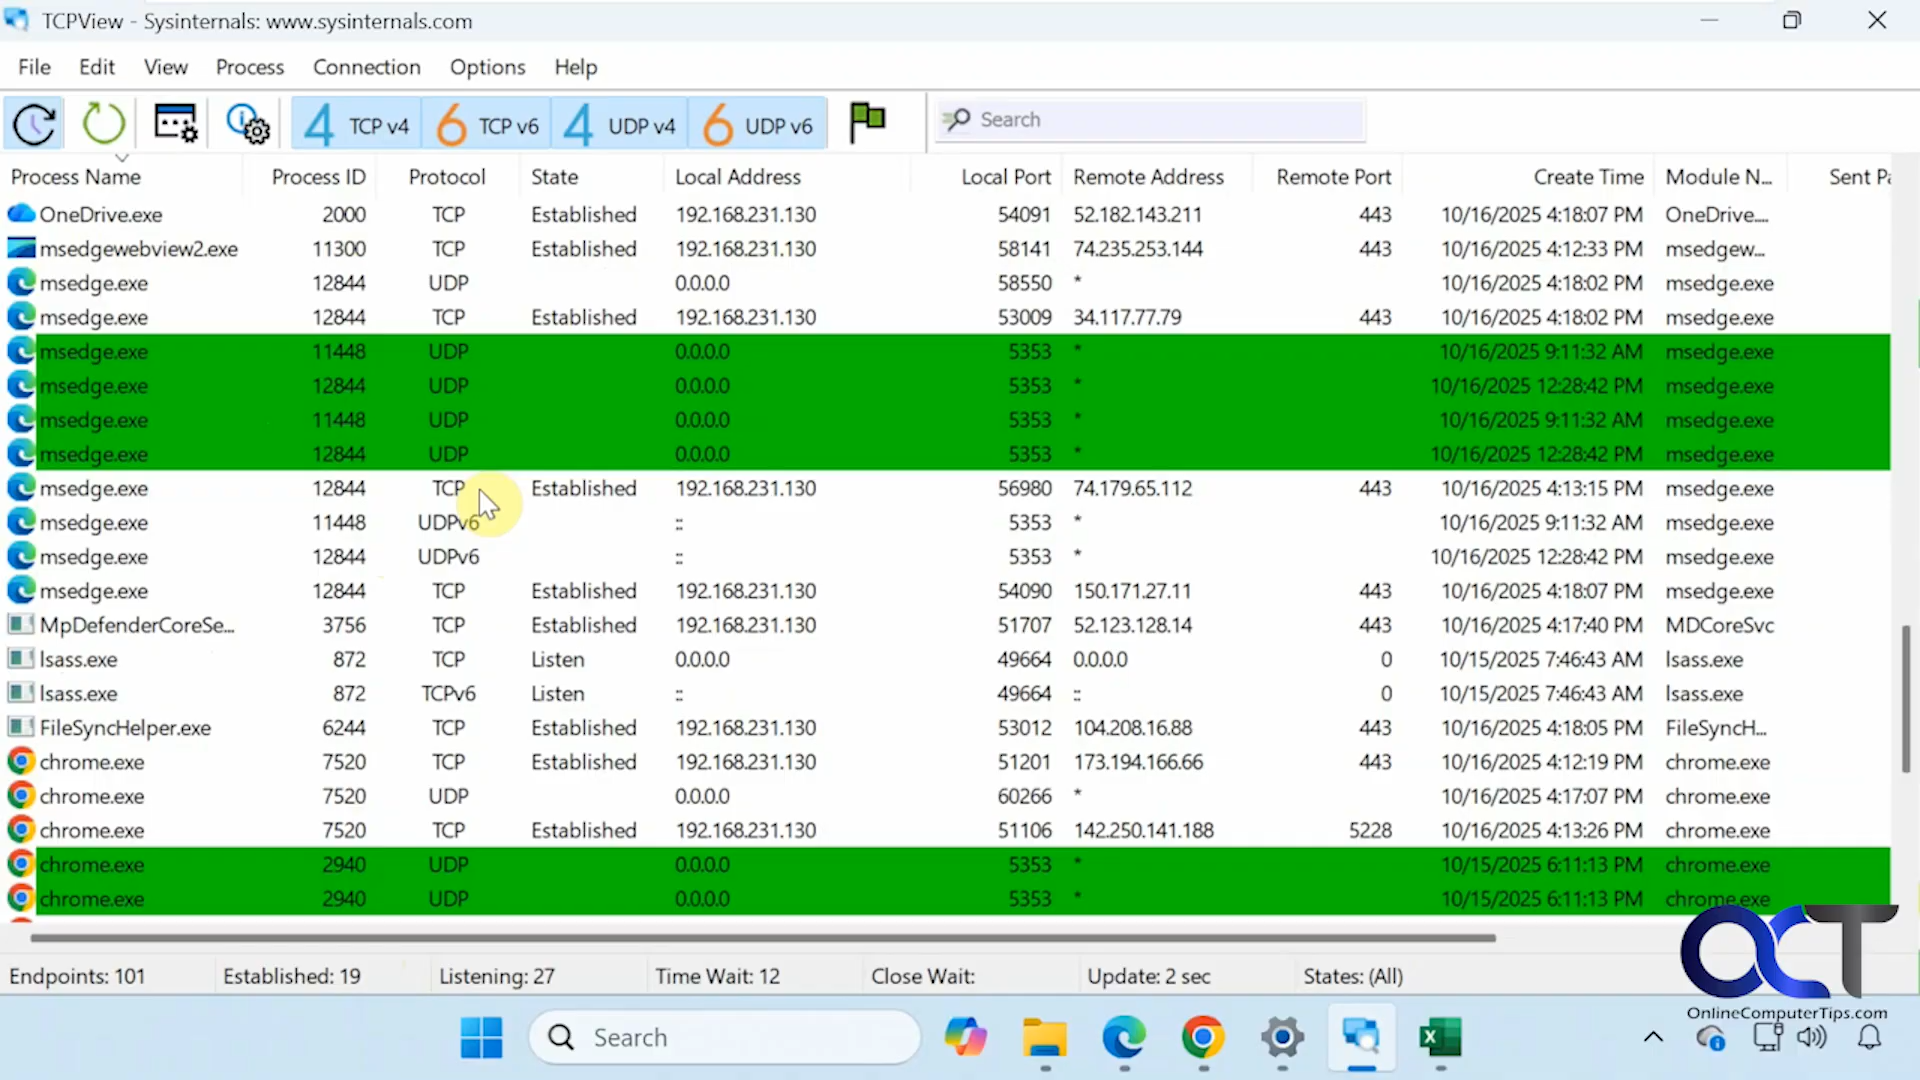 TCPView - Sysinternals: www.sysinternals.com
File Edit View Process Connection Options Help
4 TCP v4 6 TCP v6 4 UDP v4 6 UDP v6 Search
Process Name Process ID Protocol State Local Address Local Port Remote Address Remote Port Create Time Module N... Sent Pa
OneDrive.exe 2000 TCP Established 192.168.231.130 54091 52.182.143.211 443 10/16/2025 4:18:07 PM OneDrive....
msedgewebview2.exe 11300 TCP Established 192.168.231.130 58141 74.235.253.144 443 10/16/2025 4:12:33 PM msedgew...
msedge.exe 12844 UDP 0.0.0.0 58550 * 10/16/2025 4:18:02 PM msedge.exe
msedge.exe 12844 TCP Established 192.168.231.130 53009 34.117.77.79 443 10/16/2025 4:18:02 PM msedge.exe
msedge.exe 11448 UDP 0.0.0.0 5353 * 10/16/2025 9:11:32 AM msedge.exe
msedge.exe 12844 UDP 0.0.0.0 5353 * 10/16/2025 12:28:42 PM msedge.exe
msedge.exe 11448 UDP 0.0.0.0 5353 * 10/16/2025 9:11:32 AM msedge.exe
msedge.exe 12844 UDP 0.0.0.0 5353 * 10/16/2025 12:28:42 PM msedge.exe
msedge.exe 12844 TCP Established 192.168.231.130 56980 74.179.65.112 443 10/16/2025 4:13:15 PM msedge.exe
msedge.exe 11448 UDPv6 :: 5353 * 10/16/2025 9:11:32 AM msedge.exe
msedge.exe 12844 UDPv6 :: 5353 * 10/16/2025 12:28:42 PM msedge.exe
msedge.exe 12844 TCP Established 192.168.231.130 54090 150.171.27.11 443 10/16/2025 4:18:07 PM msedge.exe
MpDefenderCoreSe... 3756 TCP Established 192.168.231.130 51707 52.123.128.14 443 10/16/2025 4:17:40 PM MDCoreSvc
lsass.exe 872 TCP Listen 0.0.0.0 49664 0.0.0.0 0 10/15/2025 7:46:43 AM lsass.exe
lsass.exe 872 TCPv6 Listen :: 49664 :: 0 10/15/2025 7:46:43 AM lsass.exe
FileSyncHelper.exe 6244 TCP Established 192.168.231.130 53012 104.208.16.88 443 10/16/2025 4:18:05 PM FileSyncH...
chrome.exe 7520 TCP Established 192.168.231.130 51201 173.194.166.66 443 10/16/2025 4:12:19 PM chrome.exe
chrome.exe 7520 UDP 0.0.0.0 60266 * 10/16/2025 4:17:07 PM chrome.exe
chrome.exe 7520 TCP Established 192.168.231.130 51106 142.250.141.188 5228 10/16/2025 4:13:26 PM chrome.exe
chrome.exe 2940 UDP 0.0.0.0 5353 * 10/15/2025 6:11:13 PM chrome.exe
chrome.exe 2940 UDP 0.0.0.0 5353 * 10/15/2025 6:11:13 PM chrome.exe
OCT
Endpoints: 101 Established: 19 Listening: 27 Time Wait: 12 Close Wait: Update: 2 sec States: (All)
OnlineComputerTips.com
Search